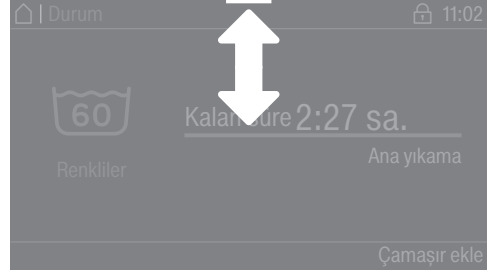 | Durum 11:02
60
Kalan süre 2:27 sa.
Ana yıkama
Renkliler
Çamaşır ekle